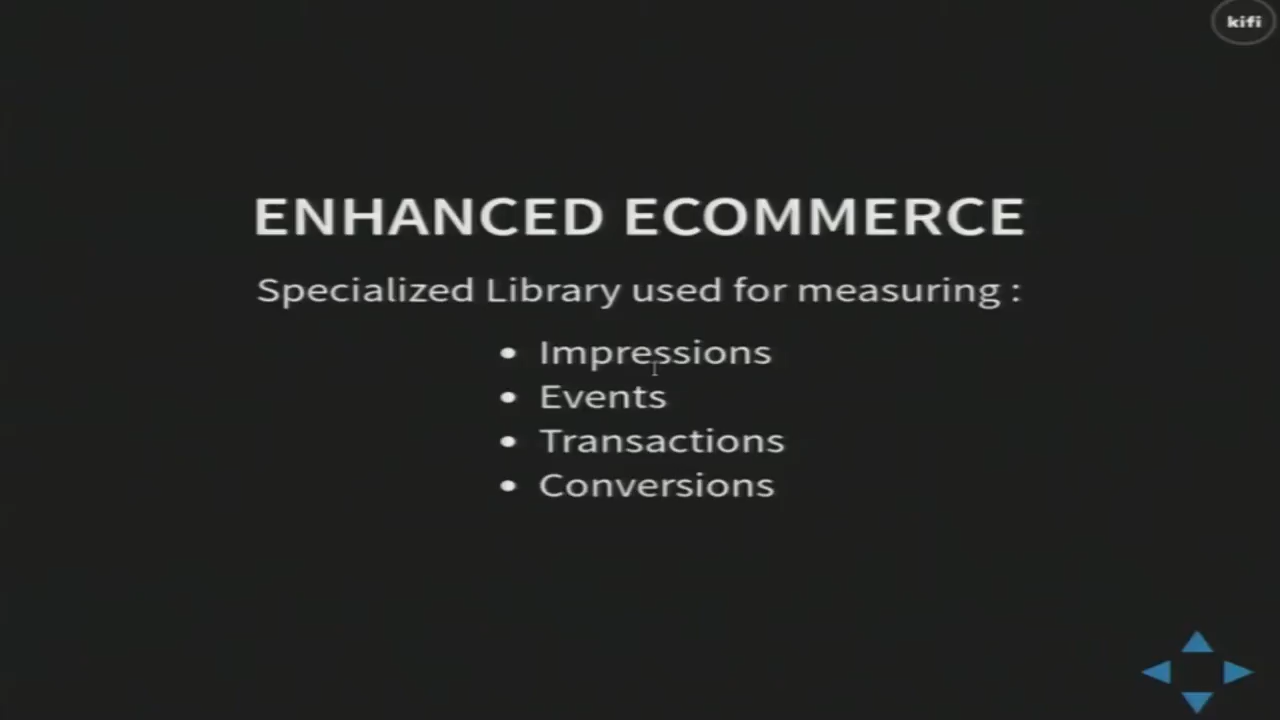 kifi
ENHANCED ECOMMERCE
Specialized Library used for measuring :
• Impressions
• Events
• Transactions
• Conversions